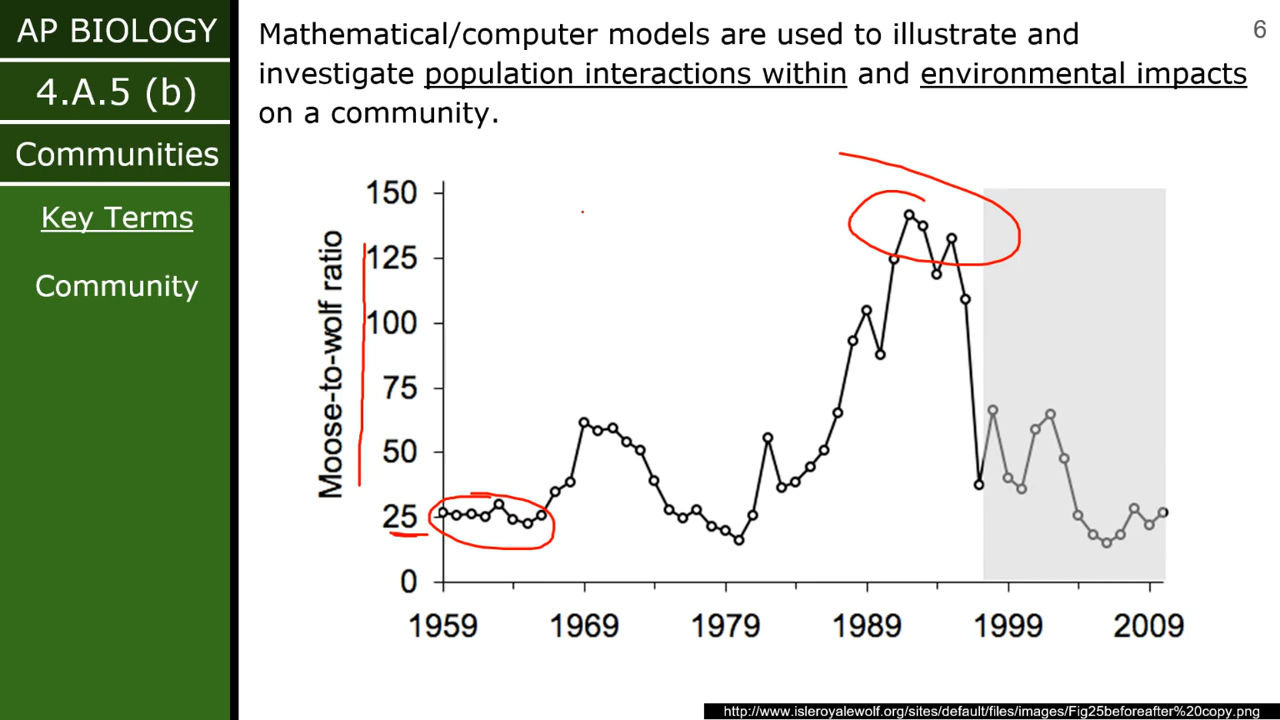 AP BIOLOGY
4.A.5 (b)
Communities
Key Terms
Community
Mathematical/computer models are used to illustrate and
investigate population interactions within and environmental impacts
on a community.
6
Moose-to-wolf ratio
150
125
100
75
50
25
0
1959 1969 1979 1989 1999 2009
http://www.isleroyalewolf.org/sites/default/files/images/Fig25beforeafter%20copy.png